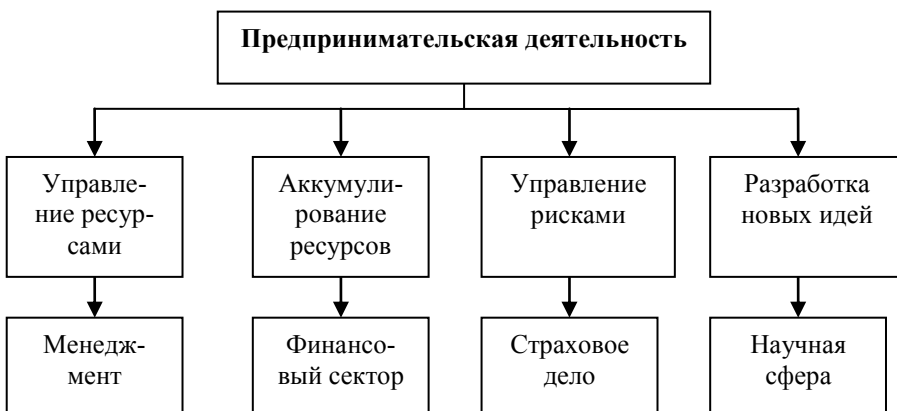 Предпринимательская деятельность
Управле-
ние ресур-
сами
Аккумули-
рование
ресурсов
Управление
рисками
Разработка
новых идей
Менедж-
мент
Финансо-
вый сектор
Страховое
дело
Научная
сфера